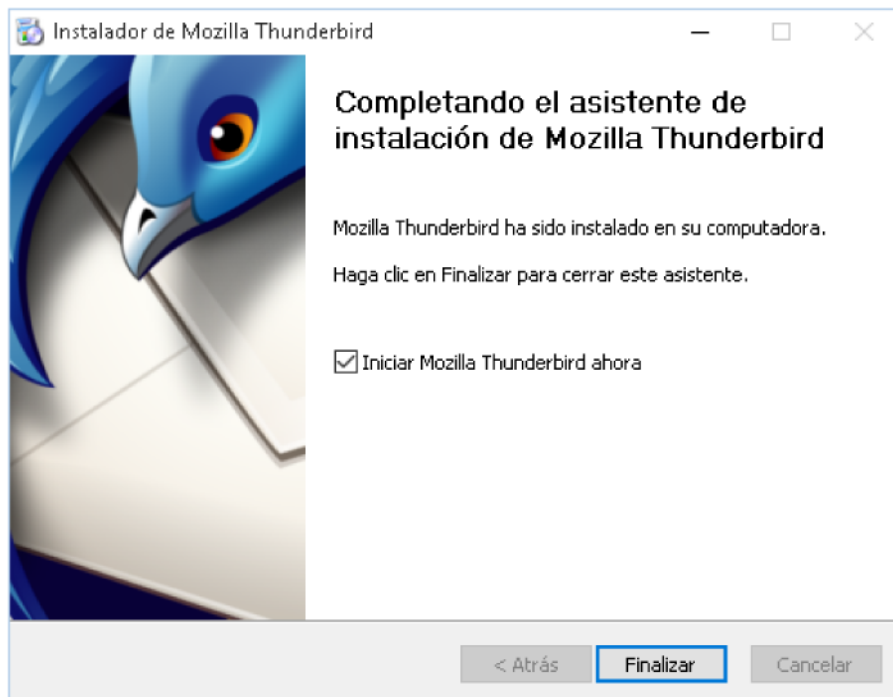 Instalador de Mozilla Thunderbird
Completando el asistente de
instalación de Mozilla Thunderbird
Mozilla Thunderbird ha sido instalado en su computadora.
Haga clic en Finalizar para cerrar este asistente.
Iniciar Mozilla Thunderbird ahora
< Atrás
Finalizar
Cancelar